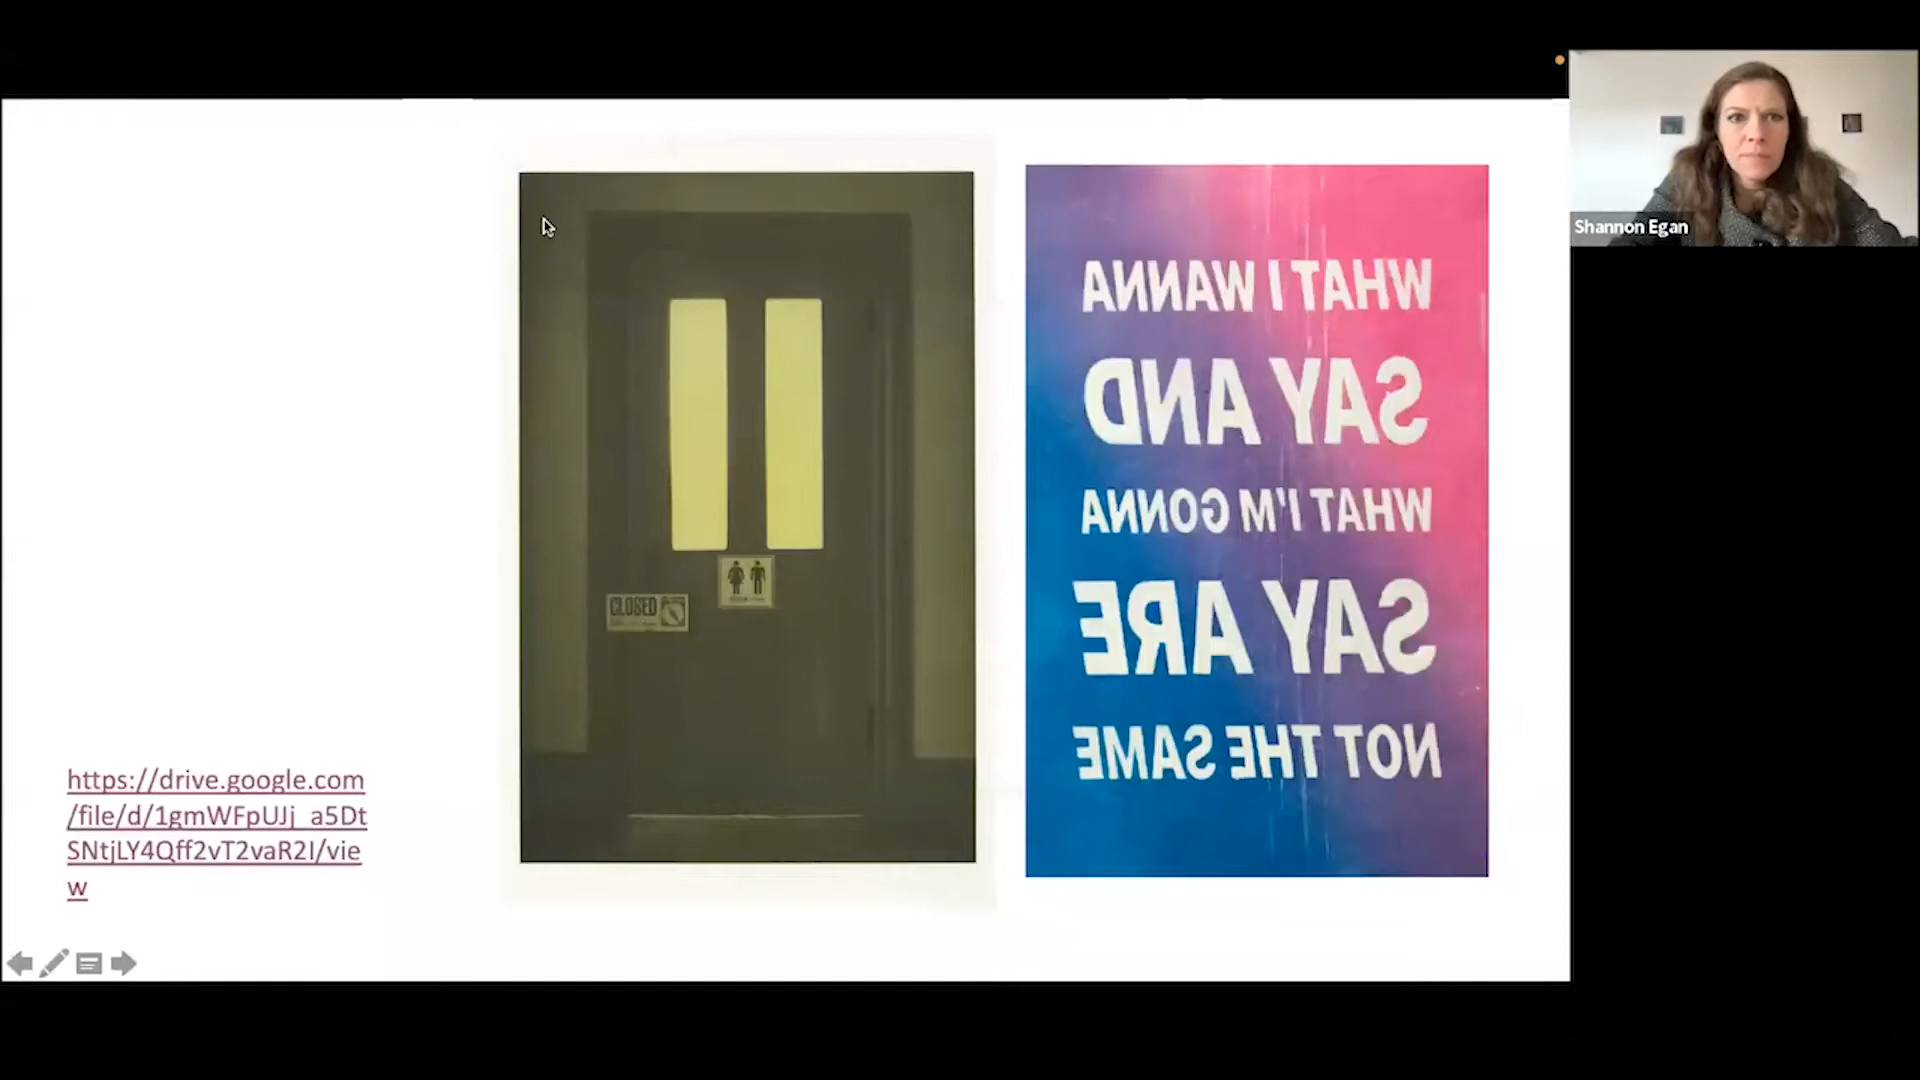 Shannon Egan
WHAT I WANNA
SAY AND
WHAT I'M GONNA
SAY ARE
NOT THE SAME
CLOSED
https://drive.google.com
/file/d/1gmWFpUJj_a5Dt
SNtjLY4Qff2vT2vaR2I/vie
w